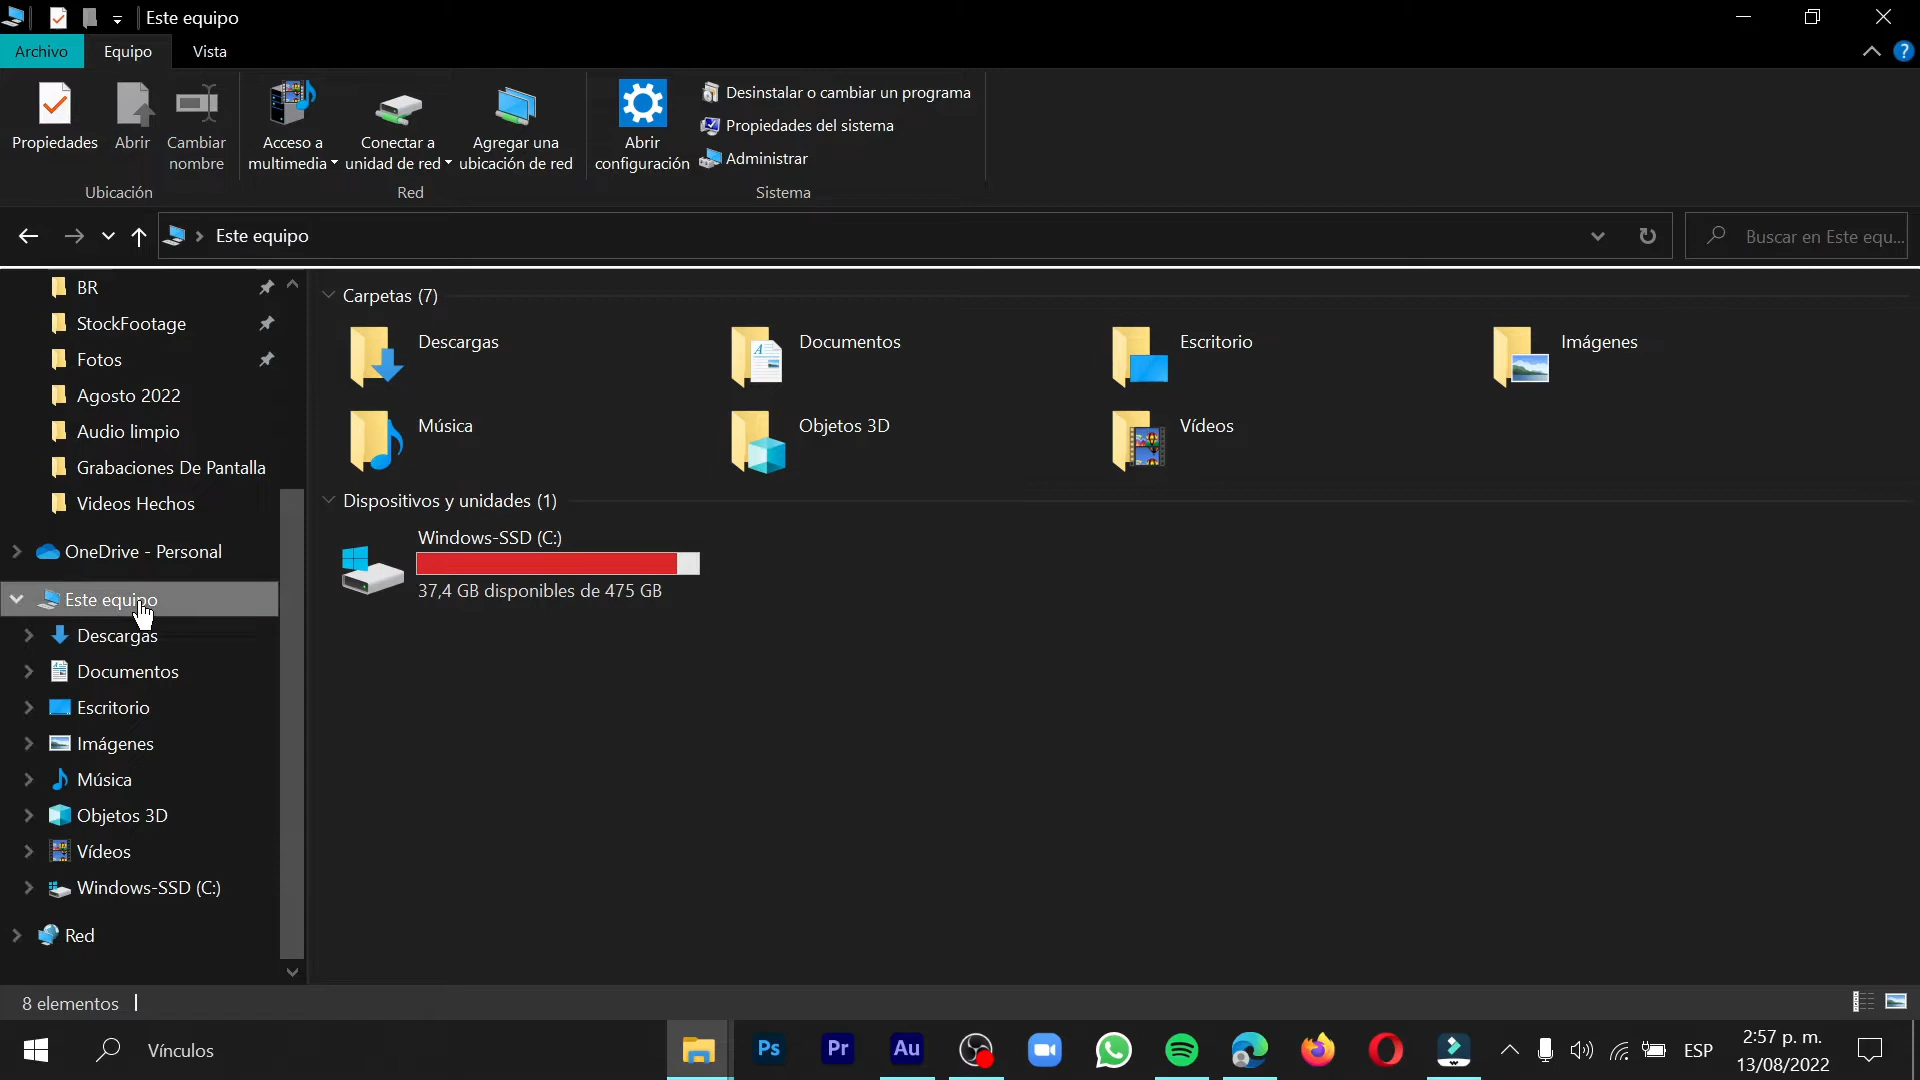 Este equipo
Archivo
Equipo
Vista
Propiedades
Abrir
Cambiar
nombre
Ubicación
Acceso a
multimedia
Conectar a
unidad de red
Agregar una
ubicación de red
Red
Abrir
configuración
Desinstalar o cambiar un programa
Propiedades del sistema
Administrar
Sistema
Este equipo
Buscar en Este equ...
BR
StockFootage
Fotos
Agosto 2022
Audio limpio
Grabaciones De Pantalla
Videos Hechos
OneDrive - Personal
Este equipo
Descargas
Documentos
Escritorio
Imágenes
Música
Objetos 3D
Vídeos
Windows-SSD (C:)
Red
Carpetas (7)
Descargas
Documentos
Escritorio
Imágenes
Música
Objetos 3D
Vídeos
Dispositivos y unidades (1)
Windows-SSD (C:)
37,4 GB disponibles de 475 GB
8 elementos
Vínculos
Ps
Pr
Au
ESP
2:57 p. m.
13/08/2022